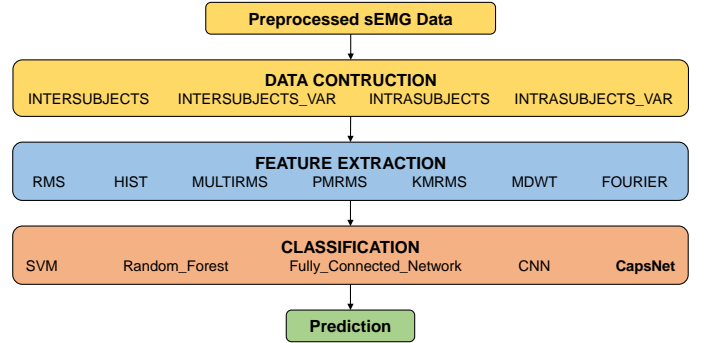 Preprocessed sEMG Data
DATA CONTRUCTION
INTERSUBJECTS INTERSUBJECTS_VAR INTRASUBJECTS INTRASUBJECTS_VAR
FEATURE EXTRACTION
RMS HIST MULTIRMS PMRMS KMRMS MDWT FOURIER
CLASSIFICATION
SVM Random_Forest Fully_Connected_Network CNN CapsNet
Prediction